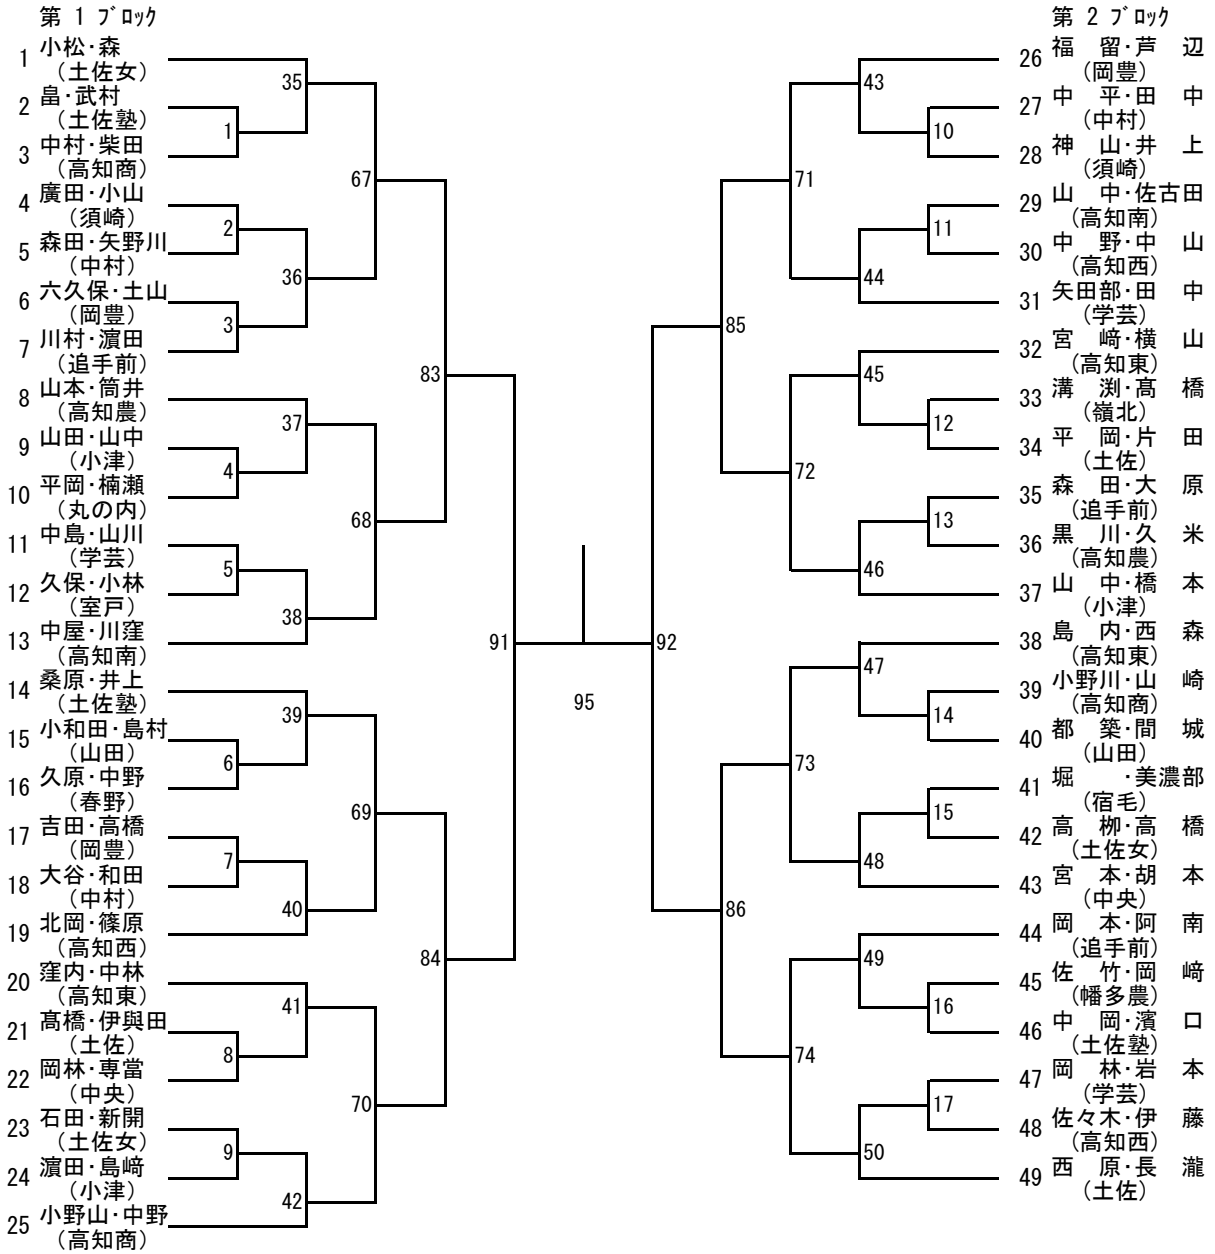 第 1 ﾌﾞﾛｯｸ
1 小松･森
(土佐女)
2 畠･武村
(土佐塾)
3 中村･柴田
(高知商)
4 廣田･小山
(須崎)
5 森田･矢野川
(中村)
6 六久保･土山
(岡豊)
7 川村･濵田
(追手前)
8 山本･筒井
(高知農)
9 山田･山中
(小津)
10 平岡･楠瀬
(丸の内)
11 中島･山川
(学芸)
12 久保･小林
(室戸)
13 中屋･川窪
(高知南)
14 桑原･井上
(土佐塾)
15 小和田･島村
(山田)
16 久原･中野
(春野)
17 吉田･高橋
(岡豊)
18 大谷･和田
(中村)
19 北岡･篠原
(高知西)
20 窪内･中林
(高知東)
21 髙橋･伊與田
(土佐)
22 岡林･専當
(中央)
23 石田･新開
(土佐女)
24 濵田･島﨑
(小津)
25 小野山･中野
(高知商)
1
2
3
4
5
6
7
8
9
35
36
37
38
39
40
41
42
67
68
69
70
83
84
91
95
92
85
86
71
72
73
74
43
44
45
46
47
48
49
50
10
11
12
13
14
15
16
17
第 2 ﾌﾞﾛｯｸ
26 福　留･芦　辺
(岡豊)
27 中　平･田　中
(中村)
28 神　山･井　上
(須崎)
29 山　中･佐古田
(高知南)
30 中　野･中　山
(高知西)
31 矢田部･田　中
(学芸)
32 宮　﨑･横　山
(高知東)
33 溝　渕･髙　橋
(嶺北)
34 平　岡･片　田
(土佐)
35 森　田･大　原
(追手前)
36 黒　川･久　米
(高知農)
37 山　中･橋　本
(小津)
38 島　内･西　森
(高知東)
39 小野川･山　崎
(高知商)
40 都　築･間　城
(山田)
41 堀　　･美濃部
(宿毛)
42 高　栁･高　橋
(土佐女)
43 宮　本･胡　本
(中央)
44 岡　本･阿　南
(追手前)
45 佐　竹･岡　﨑
(幡多農)
46 中　岡･濱　口
(土佐塾)
47 岡　林･岩　本
(学芸)
48 佐々木･伊　藤
(高知西)
49 西　原･長　瀧
(土佐)